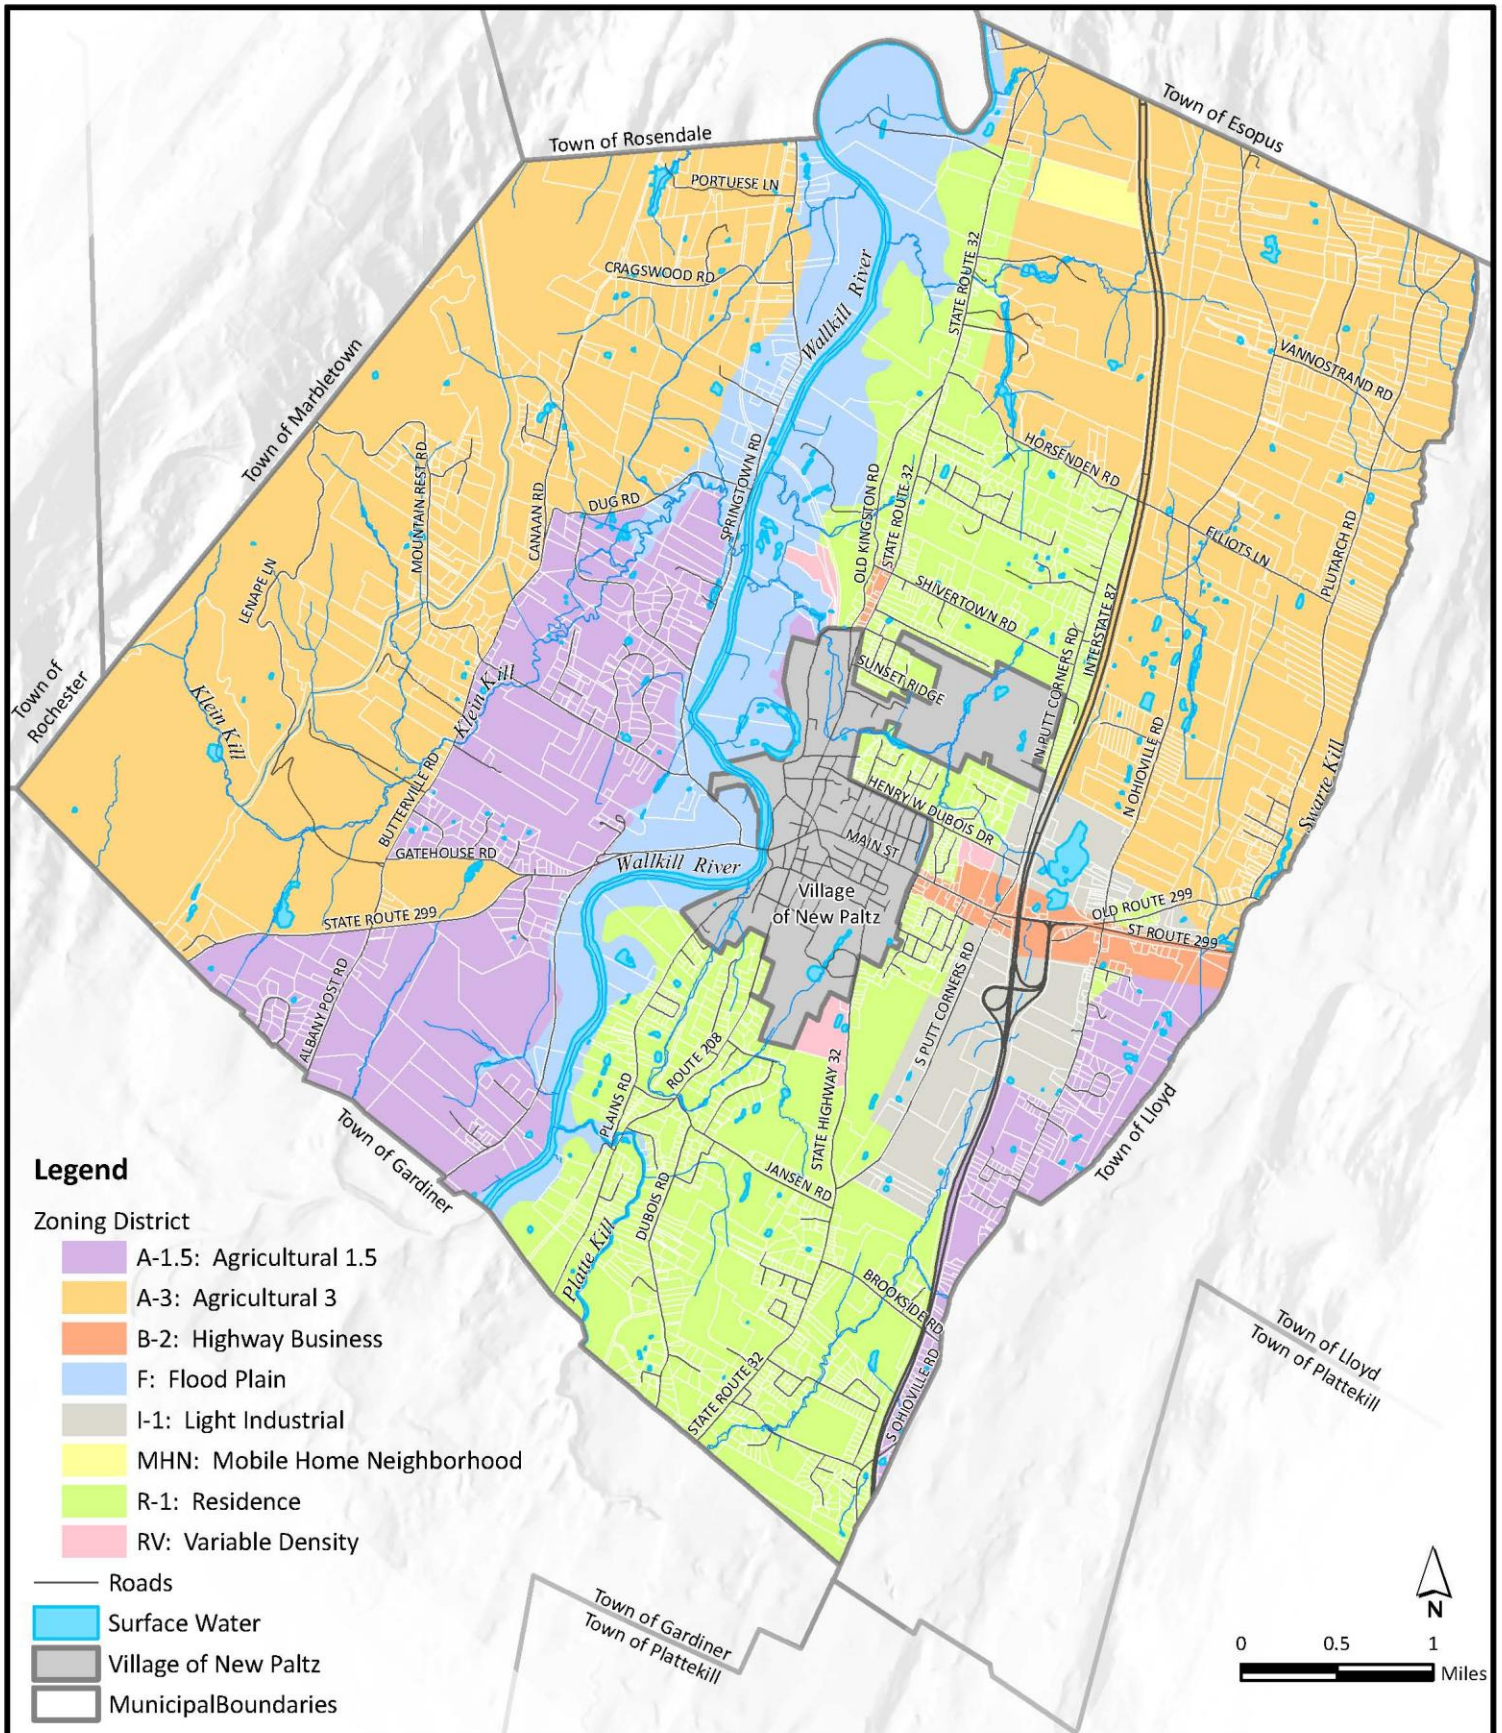 Town of Esopus
Town of Rosendale
PORTUESE LN
CRAGSWOOD RD
STATE ROUTE 32
Wallkill River
VANNOSTRAND RD
Town of Marbletown
HORSENDEN RD
MOUNTAIN REST RD
CANAAN RD
DUG RD
SPRINGTOWN RD
OLD KINGSTON RD
STATE ROUTE 32
ELLIOTS LN
PLUTARCH RD
LENAPE LN
SHIVERTOWN RD
INTERSTATE 87
N PUTT CORNERS RD
SUNSET RIDGE
Town of
Rochester
Klein Kill
Klein Kill
BUTTERVILLE RD
N OHIOVILLE RD
Swarte Kill
HENRY W DUBOIS DR
MAIN ST
GATEHOUSE RD
Wallkill River
Village
of New Paltz
STATE ROUTE 299
OLD ROUTE 299
ST ROUTE 299
ALBANY POST RD
S PUTT CORNERS RD
ROUTE 208
PLAINS RD
STATE HIGHWAY 32
Town of Gardiner
Town of Lloyd
JANSEN RD
DUBOIS RD
Platte Kill
BROOKSIDE RD
S OHIOVILLE RD
STATE ROUTE 32
Town of Lloyd
Town of Plattekill
Legend
Zoning District
A-1.5: Agricultural 1.5
A-3: Agricultural 3
B-2: Highway Business
F: Flood Plain
I-1: Light Industrial
MHN: Mobile Home Neighborhood
R-1: Residence
RV: Variable Density
Roads
Surface Water
Village of New Paltz
MunicipalBoundaries
Town of Gardiner
Town of Plattekill
N
0 0.5 1
Miles